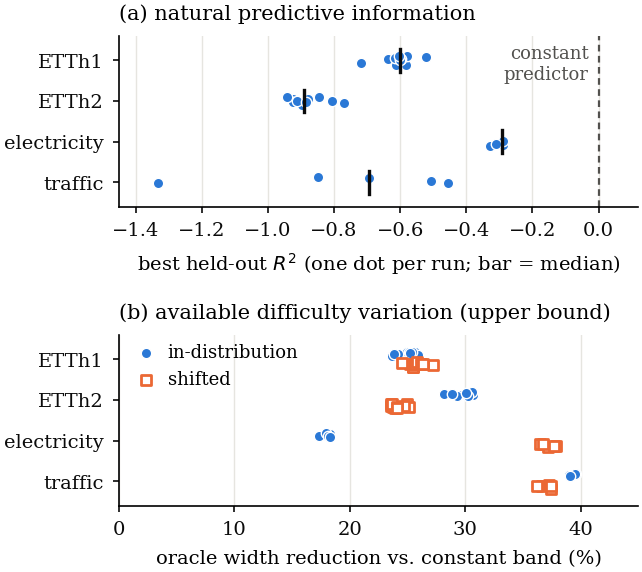 (a) natural predictive information
ETTh1
ETTh2
electricity
traffic
constant
predictor
−1.4 −1.2 −1.0 −0.8 −0.6 −0.4 −0.2 0.0
best held-out R² (one dot per run; bar = median)
(b) available difficulty variation (upper bound)
ETTh1
ETTh2
electricity
traffic
in-distribution
shifted
0 10 20 30 40
oracle width reduction vs. constant band (%)